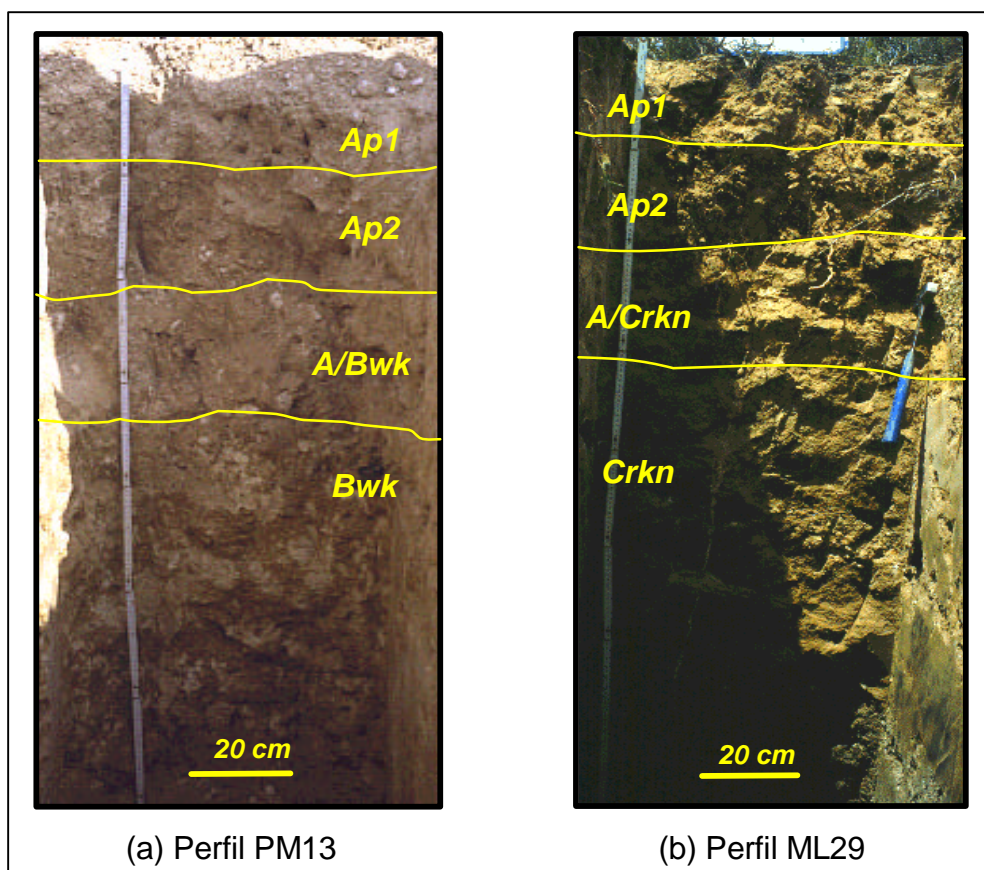 Ap1
Ap2
A/Bwk
Bwk
20 cm
(a) Perfil PM13
Ap1
Ap2
A/Crkn
Crkn
20 cm
(b) Perfil ML29